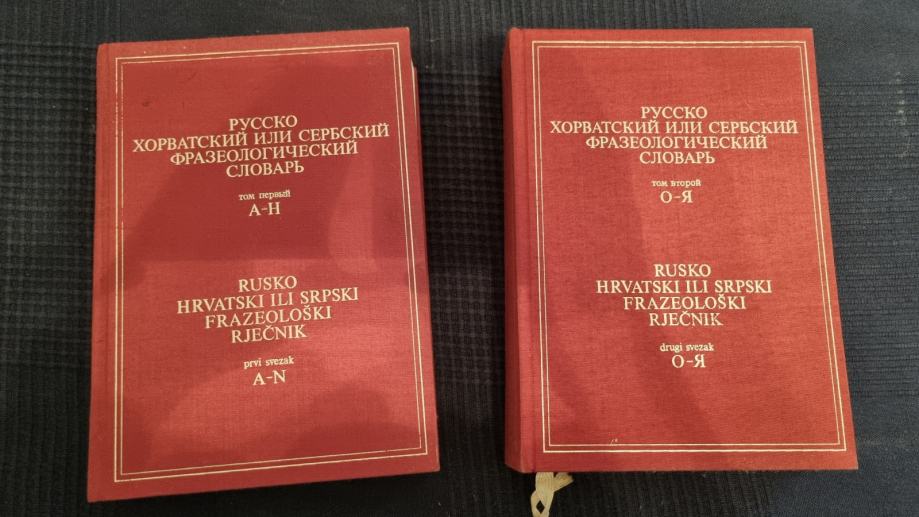 РУССКО
ХОРВАТСКИЙ ИЛИ СЕРБСКИЙ
ФРАЗЕОЛОГИЧЕСКИЙ
СЛОВАРЬ
том первый
А-Н
RUSKO
HRVATSKI ILI SRPSKI
FRAZEOLOŠKI
RJEČNIK
prvi svezak
A-N
РУССКО
ХОРВАТСКИЙ ИЛИ СЕРБСКИЙ
ФРАЗЕОЛОГИЧЕСКИЙ
СЛОВАРЬ
том второй
О-Я
RUSKO
HRVATSKI ILI SRPSKI
FRAZEOLOŠKI
RJEČNIK
drugi svezak
О-Я